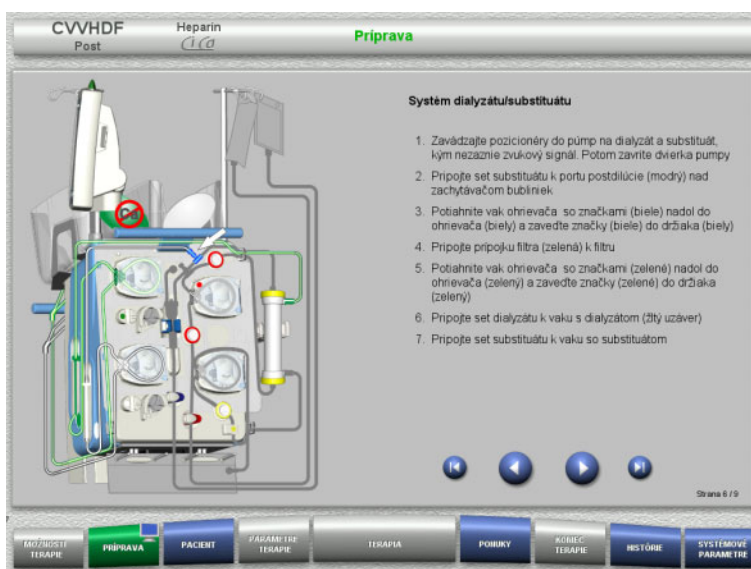 CVVHDF
Post
Heparin
Ci Ca
Príprava
Systém dialyzátu/substituátu
1. Zavádzajte pozicionéry do púmp na dialyzát a substituát,
kým nezaznie zvukový signál. Potom zavrite dvierka pumpy
2. Pripojte set substituátu k portu postdilúcie (modrý) nad
zachytávačom bubliniek
3. Potiahnite vak ohrievača so značkami (biele) nadol do
ohrievača (biely) a zaveďte značky (biele) do držiaka (biely)
4. Pripojte prípojku filtra (zelená) k filtru
5. Potiahnite vak ohrievača so značkami (zelené) nadol do
ohrievača (zelený) a zaveďte značky (zelené) do držiaka
(zelený)
6. Pripojte set dialyzátu k vaku s dialyzátom (žltý uzáver)
7. Pripojte set substituátu k vaku so substituátom
Ca
Strana 6 / 9
MOŽNOSTI
TERAPIE
PRÍPRAVA
PACIENT
PARAMETRE
TERAPIE
TERAPIA
PONUKY
KONIEC
TERAPIE
HISTÓRIE
SYSTÉMOVÉ
PARAMETRE